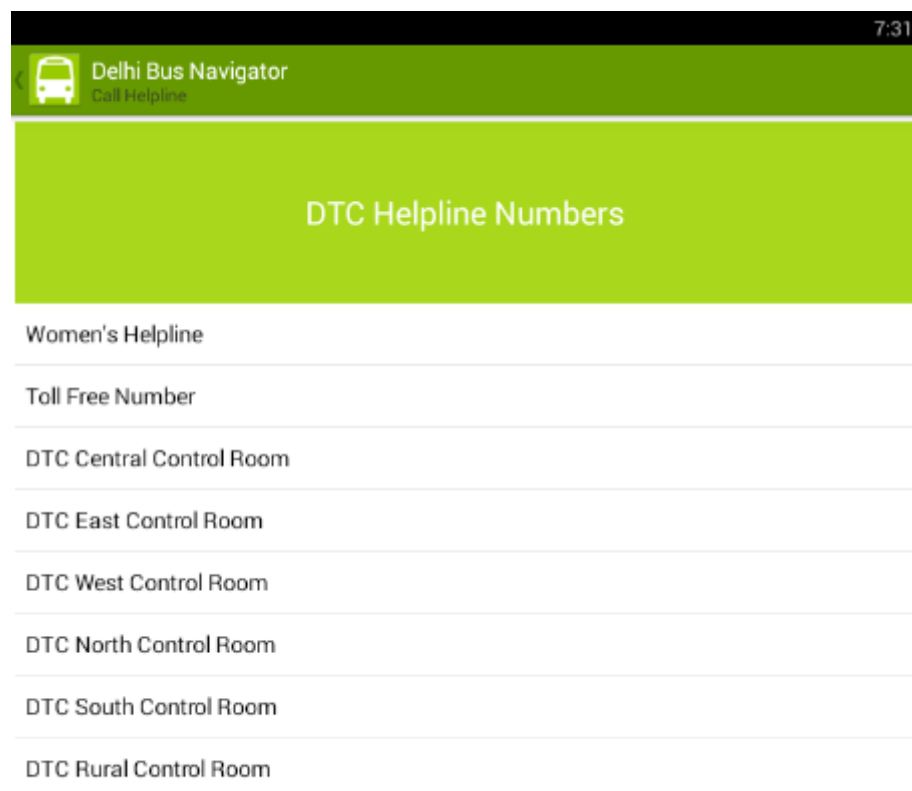 7:31
Delhi Bus Navigator
Call Helpline
DTC Helpline Numbers
Women's Helpline
Toll Free Number
DTC Central Control Room
DTC East Control Room
DTC West Control Room
DTC North Control Room
DTC South Control Room
DTC Rural Control Room